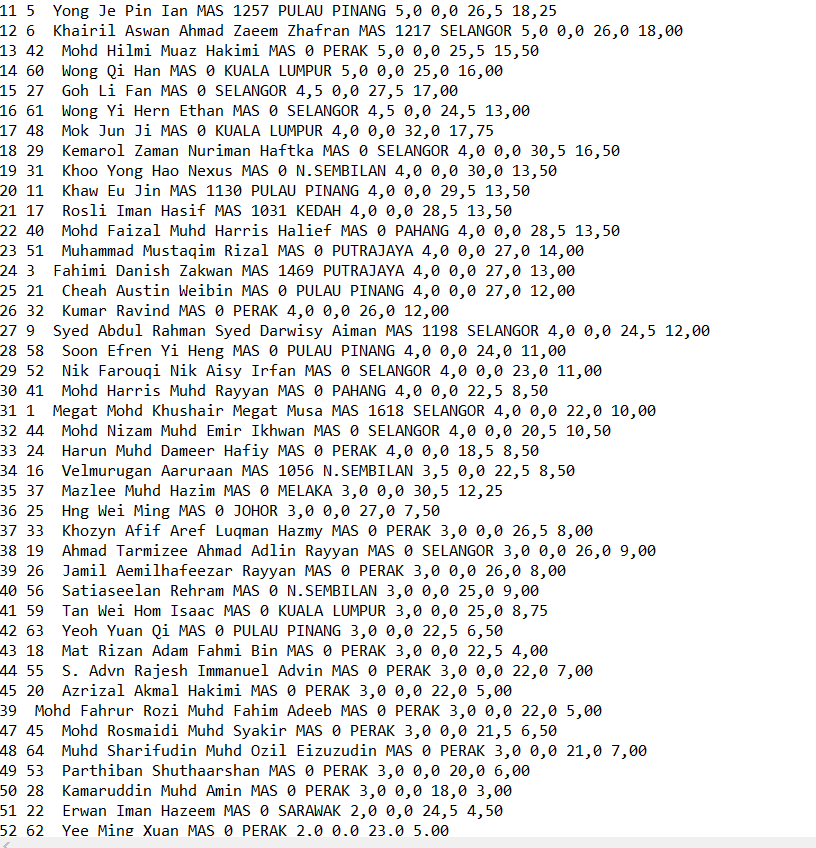 11 5  Yong Je Pin Ian MAS 1257 PULAU PINANG 5,0 0,0 26,5 18,25
12 6  Khairil Aswan Ahmad Zaeem Zhafran MAS 1217 SELANGOR 5,0 0,0 26,0 18,00
13 42  Mohd Hilmi Muaz Hakimi MAS 0 PERAK 5,0 0,0 25,5 15,50
14 60  Wong Qi Han MAS 0 KUALA LUMPUR 5,0 0,0 25,0 16,00
15 27  Goh Li Fan MAS 0 SELANGOR 4,5 0,0 27,5 17,00
16 61  Wong Yi Hern Ethan MAS 0 SELANGOR 4,5 0,0 24,5 13,00
17 48  Mok Jun Ji MAS 0 KUALA LUMPUR 4,0 0,0 32,0 17,75
18 29  Kemarol Zaman Nuriman Haftka MAS 0 SELANGOR 4,0 0,0 30,5 16,50
19 31  Khoo Yong Hao Nexus MAS 0 N.SEMBILAN 4,0 0,0 30,0 13,50
20 11  Khaw Eu Jin MAS 1130 PULAU PINANG 4,0 0,0 29,5 13,50
21 17  Rosli Iman Hasif MAS 1031 KEDAH 4,0 0,0 28,5 13,50
22 40  Mohd Faizal Muhd Harris Halief MAS 0 PAHANG 4,0 0,0 28,5 13,50
23 51  Muhammad Mustaqim Rizal MAS 0 PUTRAJAYA 4,0 0,0 27,0 14,00
24 3  Fahimi Danish Zakwan MAS 1469 PUTRAJAYA 4,0 0,0 27,0 13,00
25 21  Cheah Austin Weibin MAS 0 PULAU PINANG 4,0 0,0 27,0 12,00
26 32  Kumar Ravind MAS 0 PERAK 4,0 0,0 26,0 12,00
27 9  Syed Abdul Rahman Syed Darwisy Aiman MAS 1198 SELANGOR 4,0 0,0 24,5 12,00
28 58  Soon Efren Yi Heng MAS 0 PULAU PINANG 4,0 0,0 24,0 11,00
29 52  Nik Farouqi Nik Aisy Irfan MAS 0 SELANGOR 4,0 0,0 23,0 11,00
30 41  Mohd Harris Muhd Rayyan MAS 0 PAHANG 4,0 0,0 22,5 8,50
31 1  Megat Mohd Khushair Megat Musa MAS 1618 SELANGOR 4,0 0,0 22,0 10,00
32 44  Mohd Nizam Muhd Emir Ikhwan MAS 0 SELANGOR 4,0 0,0 20,5 10,50
33 24  Harun Muhd Dameer Hafiy MAS 0 PERAK 4,0 0,0 18,5 8,50
34 16  Velmurugan Aaruraan MAS 1056 N.SEMBILAN 3,5 0,0 22,5 8,50
35 37  Mazlee Muhd Hazim MAS 0 MELAKA 3,0 0,0 30,5 12,25
36 25  Hng Wei Ming MAS 0 JOHOR 3,0 0,0 27,0 7,50
37 33  Khozyn Afif Aref Luqman Hazmy MAS 0 PERAK 3,0 0,0 26,5 8,00
38 19  Ahmad Tarmizee Ahmad Adlin Rayyan MAS 0 SELANGOR 3,0 0,0 26,0 9,00
39 26  Jamil Aemilhafeezar Rayyan MAS 0 PERAK 3,0 0,0 26,0 8,00
40 56  Satiaseelan Rehram MAS 0 N.SEMBILAN 3,0 0,0 25,0 9,00
41 59  Tan Wei Hom Isaac MAS 0 KUALA LUMPUR 3,0 0,0 25,0 8,75
42 63  Yeoh Yuan Qi MAS 0 PULAU PINANG 3,0 0,0 22,5 6,50
43 18  Mat Rizan Adam Fahmi Bin MAS 0 PERAK 3,0 0,0 22,5 4,00
44 55  S. Advn Rajesh Immanuel Advin MAS 0 PERAK 3,0 0,0 22,0 7,00
45 20  Azrizal Akmal Hakimi MAS 0 PERAK 3,0 0,0 22,0 5,00
39  Mohd Fahrur Rozi Muhd Fahim Adeeb MAS 0 PERAK 3,0 0,0 22,0 5,00
47 45  Mohd Rosmaidi Muhd Syakir MAS 0 PERAK 3,0 0,0 21,5 6,50
48 64  Muhd Sharifudin Muhd Ozil Eizuzudin MAS 0 PERAK 3,0 0,0 21,0 7,00
49 53  Parthiban Shuthaarshan MAS 0 PERAK 3,0 0,0 20,0 6,00
50 28  Kamaruddin Muhd Amin MAS 0 PERAK 3,0 0,0 18,0 3,00
51 22  Erwan Iman Hazeem MAS 0 SARAWAK 2,0 0,0 24,5 4,50
52 62  Yee Ming Xuan MAS 0 PERAK 2,0 0,0 23,0 5,00